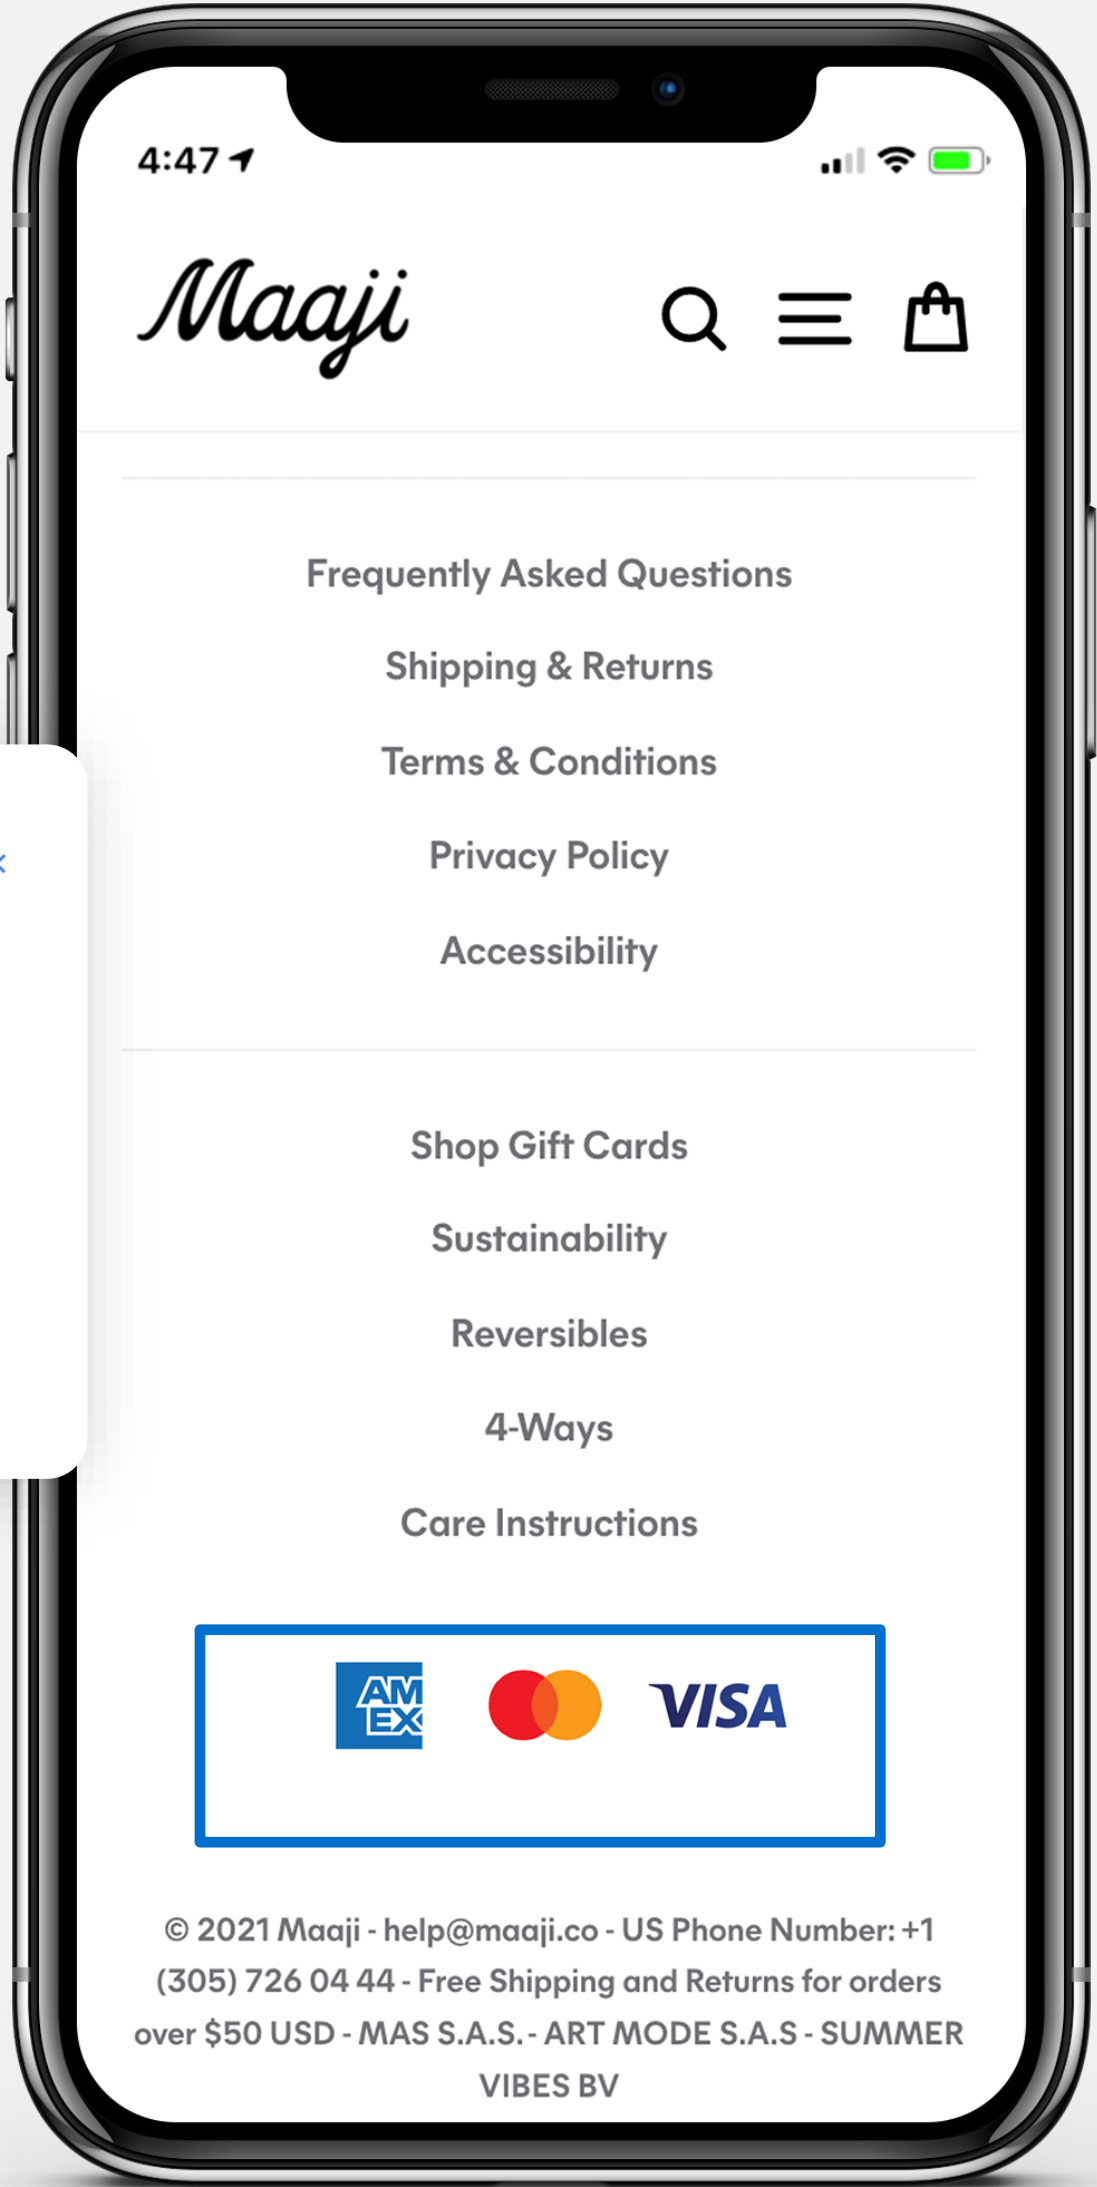 4:47
Maaji
Frequently Asked Questions
Shipping & Returns
Terms & Conditions
Privacy Policy
Accessibility
Shop Gift Cards
Sustainability
Reversibles
4-Ways
Care Instructions
AM
EX
VISA
© 2021 Maaji - help@maaji.co - US Phone Number: +1
(305) 726 04 44 - Free Shipping and Returns for orders
over $50 USD - MAS S.A.S. - ART MODE S.A.S - SUMMER
VIBES BV